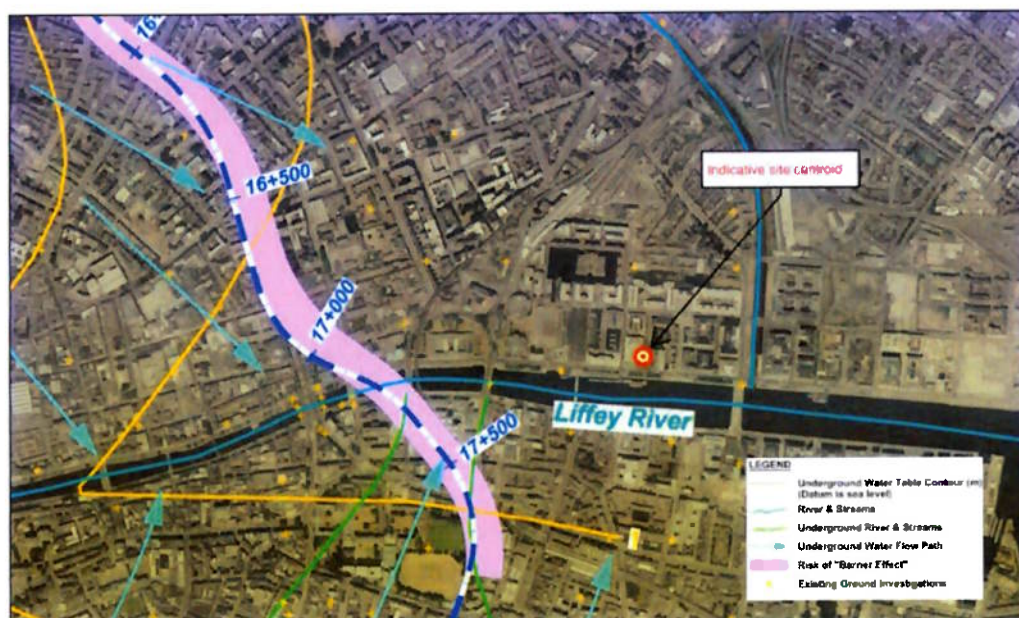 16+500
Indicative site centroid
17+000
Liffey River
17+500
LEGEND
Underground Water Table Contour (m)
(Datum is sea level)
River & Streams
Underground River & Streams
Underground Water Flow Path
Risk of "Barrier Effect"
Existing Ground Investigations